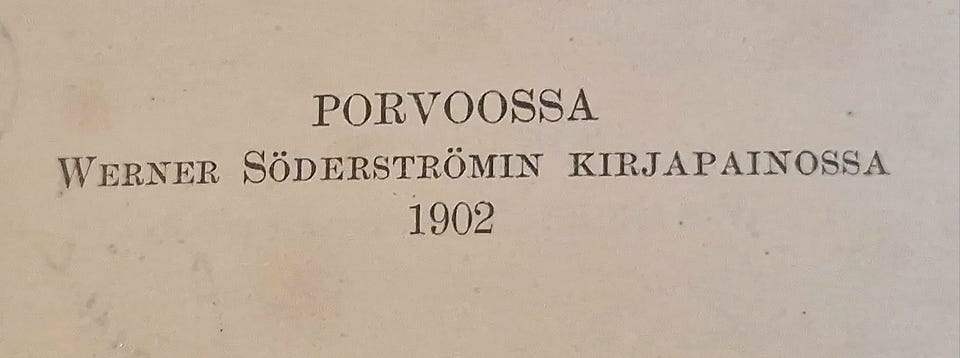 PORVOOSSA
WERNER SÖDERSTRÖMIN KIRJAPAINOSSA
1902